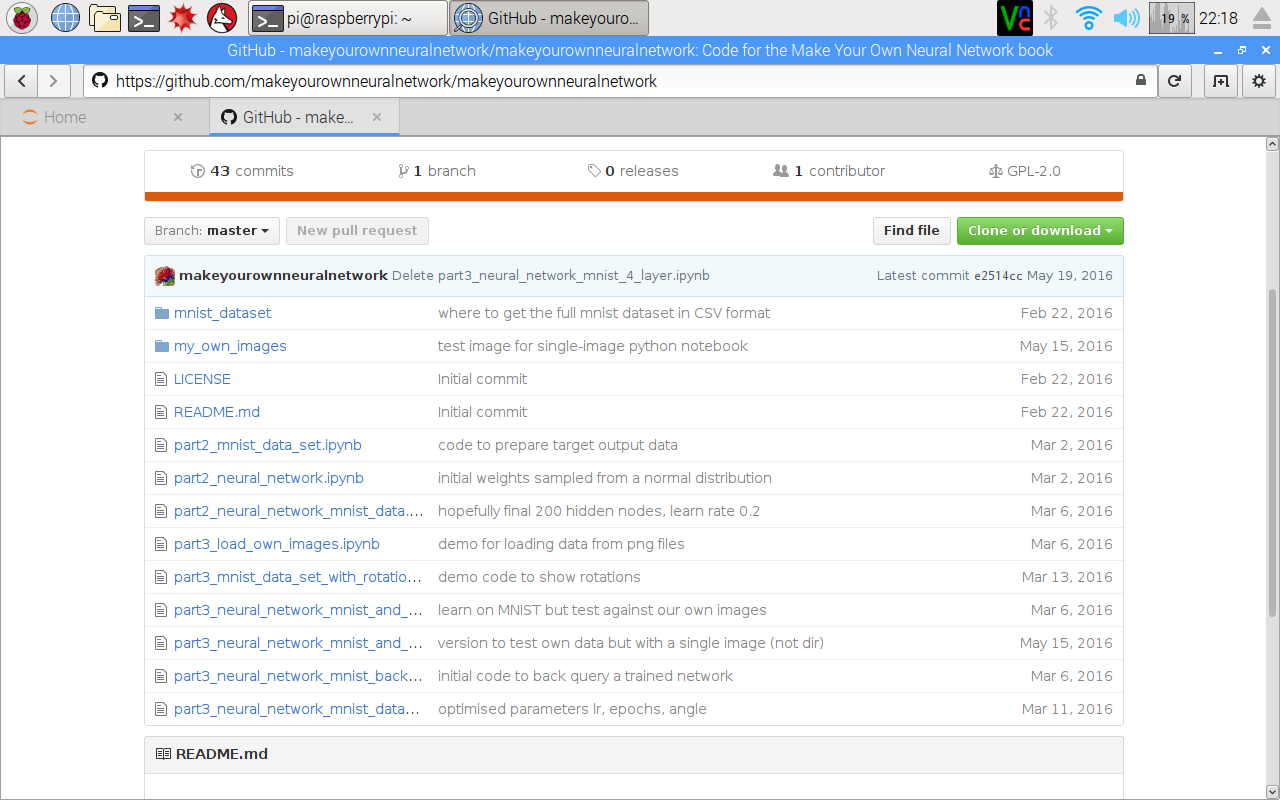 pi@raspberrypi: ~ GitHub - makeyouro... 19 % 22:18
GitHub - makeyourownneuralnetwork/makeyourownneuralnetwork: Code for the Make Your Own Neural Network book
https://github.com/makeyourownneuralnetwork/makeyourownneuralnetwork
Home GitHub - make...
43 commits 1 branch 0 releases 1 contributor GPL-2.0
Branch: master New pull request Find file Clone or download
makeyourownneuralnetwork Delete part3_neural_network_mnist_4_layer.ipynb Latest commit e2514cc May 19, 2016
mnist_dataset where to get the full mnist dataset in CSV format Feb 22, 2016
my_own_images test image for single-image python notebook May 15, 2016
LICENSE Initial commit Feb 22, 2016
README.md Initial commit Feb 22, 2016
part2_mnist_data_set.ipynb code to prepare target output data Mar 2, 2016
part2_neural_network.ipynb initial weights sampled from a normal distribution Mar 2, 2016
part2_neural_network_mnist_data.... hopefully final 200 hidden nodes, learn rate 0.2 Mar 6, 2016
part3_load_own_images.ipynb demo for loading data from png files Mar 6, 2016
part3_mnist_data_set_with_rotatio... demo code to show rotations Mar 13, 2016
part3_neural_network_mnist_and_... learn on MNIST but test against our own images Mar 6, 2016
part3_neural_network_mnist_and_... version to test own data but with a single image (not dir) May 15, 2016
part3_neural_network_mnist_back... initial code to back query a trained network Mar 6, 2016
part3_neural_network_mnist_data... optimised parameters lr, epochs, angle Mar 11, 2016
README.md